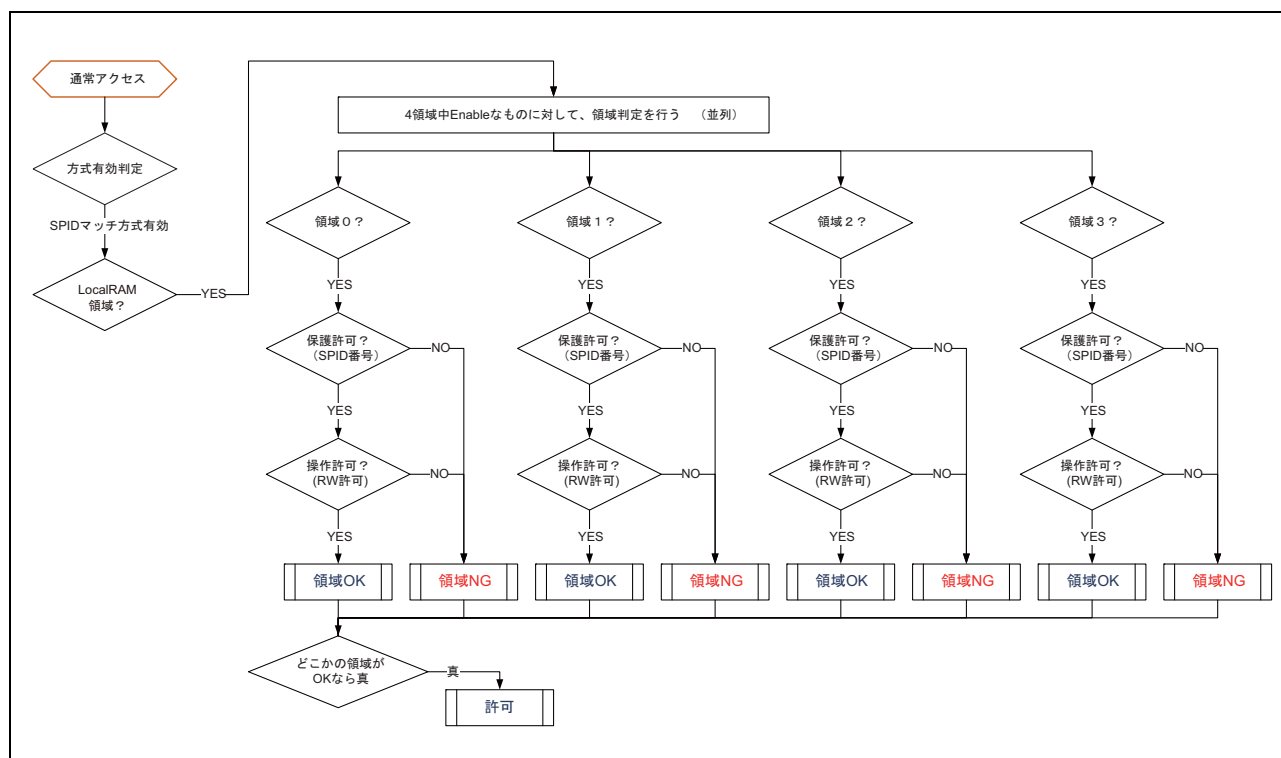 通常アクセス
方式有効判定
SPIDマッチ方式有効
LocalRAM
領域？
YES
4領域中Enableなものに対して、領域判定を行う　（並列）
領域０？
領域１？
領域２？
領域３？
YES
YES
YES
YES
保護許可？
（SPID番号）
NO
保護許可？
（SPID番号）
NO
保護許可？
（SPID番号）
NO
保護許可？
（SPID番号）
NO
YES
YES
YES
YES
操作許可？
(RW許可)
NO
操作許可？
(RW許可)
NO
操作許可？
(RW許可)
NO
操作許可？
(RW許可)
NO
YES
YES
YES
YES
領域OK
領域NG
領域OK
領域NG
領域OK
領域NG
領域OK
領域NG
どこかの領域が
OKなら真
真
許可